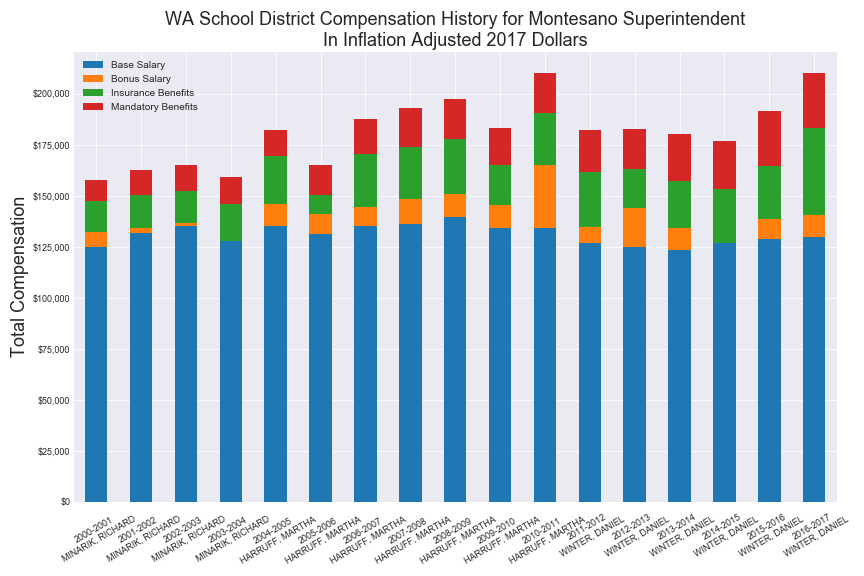 WA School District Compensation History for Montesano Superintendent
In Inflation Adjusted 2017 Dollars
Base Salary
Bonus Salary
Insurance Benefits
Mandatory Benefits
Total Compensation
$200,000
$175,000
$150,000
$125,000
$100,000
$75,000
$50,000
$25,000
$0
2000-2001
MINARIK, RICHARD
2001-2002
MINARIK, RICHARD
2002-2003
MINARIK, RICHARD
2003-2004
MINARIK, RICHARD
2004-2005
HARRUFF, MARTHA
2005-2006
HARRUFF, MARTHA
2006-2007
HARRUFF, MARTHA
2007-2008
HARRUFF, MARTHA
2008-2009
HARRUFF, MARTHA
2009-2010
HARRUFF, MARTHA
2010-2011
HARRUFF, MARTHA
2011-2012
WINTER, DANIEL
2012-2013
WINTER, DANIEL
2013-2014
WINTER, DANIEL
2014-2015
WINTER, DANIEL
2015-2016
WINTER, DANIEL
2016-2017
WINTER, DANIEL